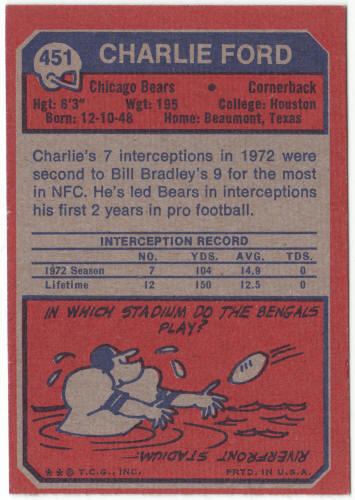 451 CHARLIE FORD
Chicago Bears • Cornerback
Hgt: 6'3" Wgt: 195 College: Houston
Born: 12-10-48 Home: Beaumont, Texas
Charlie's 7 interceptions in 1972 were
second to Bill Bradley's 9 for the most
in NFC. He's led Bears in interceptions
his first 2 years in pro football.
INTERCEPTION RECORD
NO. YDS. AVG. TDS.
1972 Season 7 104 14.9 0
Lifetime 12 150 12.5 0
IN WHICH STADIUM DO THE BENGALS
PLAY?
RIVERFRONT
STADIUM.
**© T.C.G., INC. PRTD. IN U.S.A.